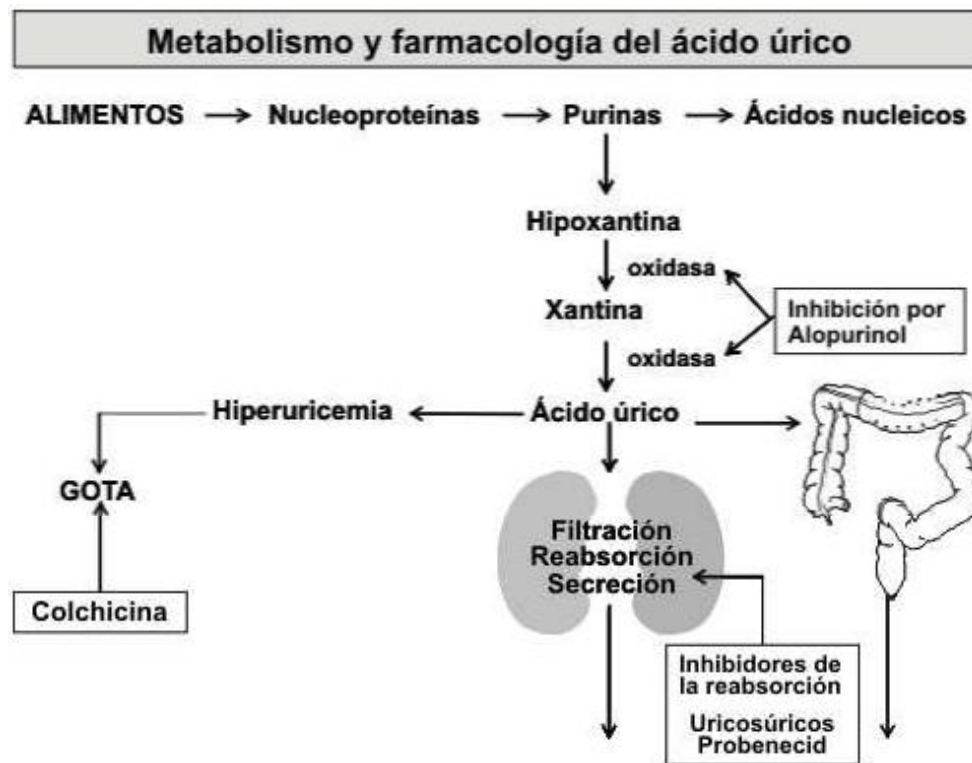 Metabolismo y farmacología del ácido úrico
ALIMENTOS
Nucleoproteínas
Purinas
Ácidos nucleicos
Hipoxantina
oxidasa
Xantina
Inhibición por
Alopurinol
oxidasa
Hiperuricemia
Ácido úrico
GOTA
Filtración
Reabsorción
Secreción
Colchicina
Inhibidores de
la reabsorción
Uricosúricos
Probenecid